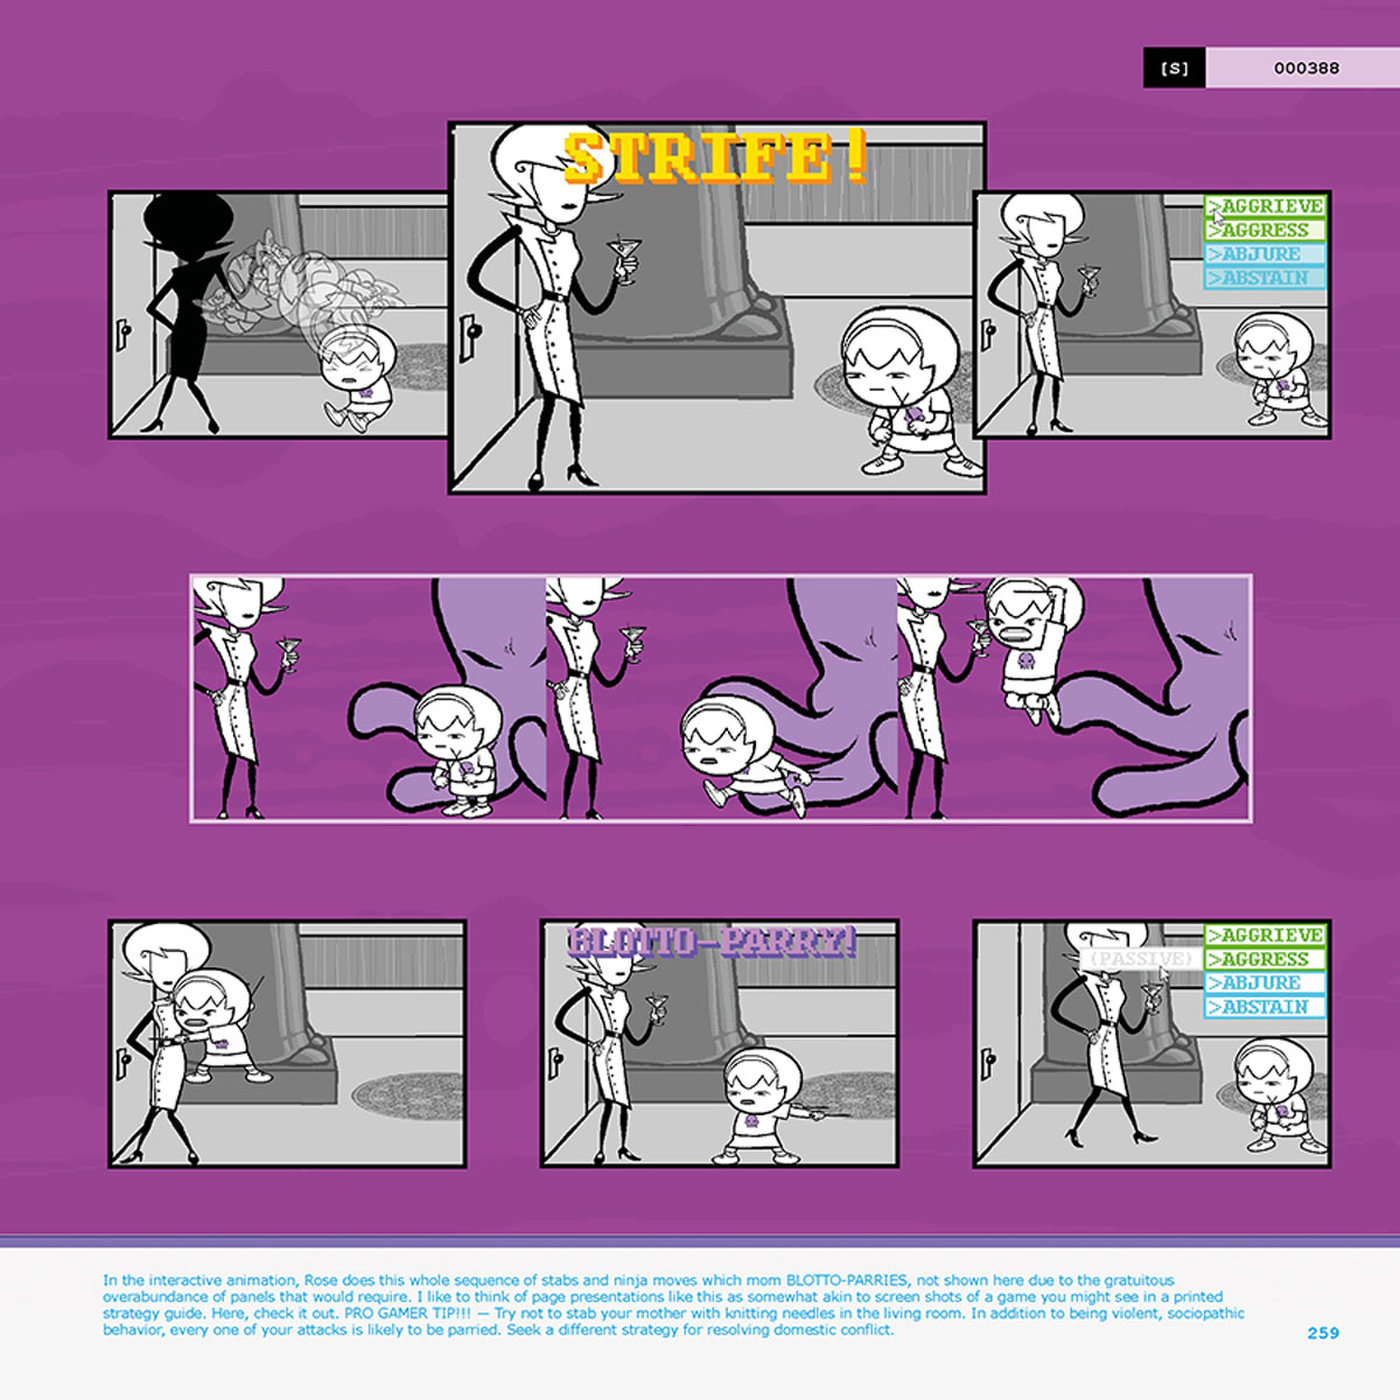 [S] 000388
STRIFE!
>AGGRIEVE
>AGGRESS
>ABJURE
>ABSTAIN
BLOTTO-PARRY!
>AGGRIEVE
(PASSIVE) >AGGRESS
>ABJURE
>ABSTAIN
In the interactive animation, Rose does this whole sequence of stabs and ninja moves which mom BLOTTO-PARRIES, not shown here due to the gratuitous
overabundance of panels that would require. I like to think of page presentations like this as somewhat akin to screen shots of a game you might see in a printed
strategy guide. Here, check it out. PRO GAMER TIP!!! — Try not to stab your mother with knitting needles in the living room. In addition to being violent, sociopathic
behavior, every one of your attacks is likely to be parried. Seek a different strategy for resolving domestic conflict.
259